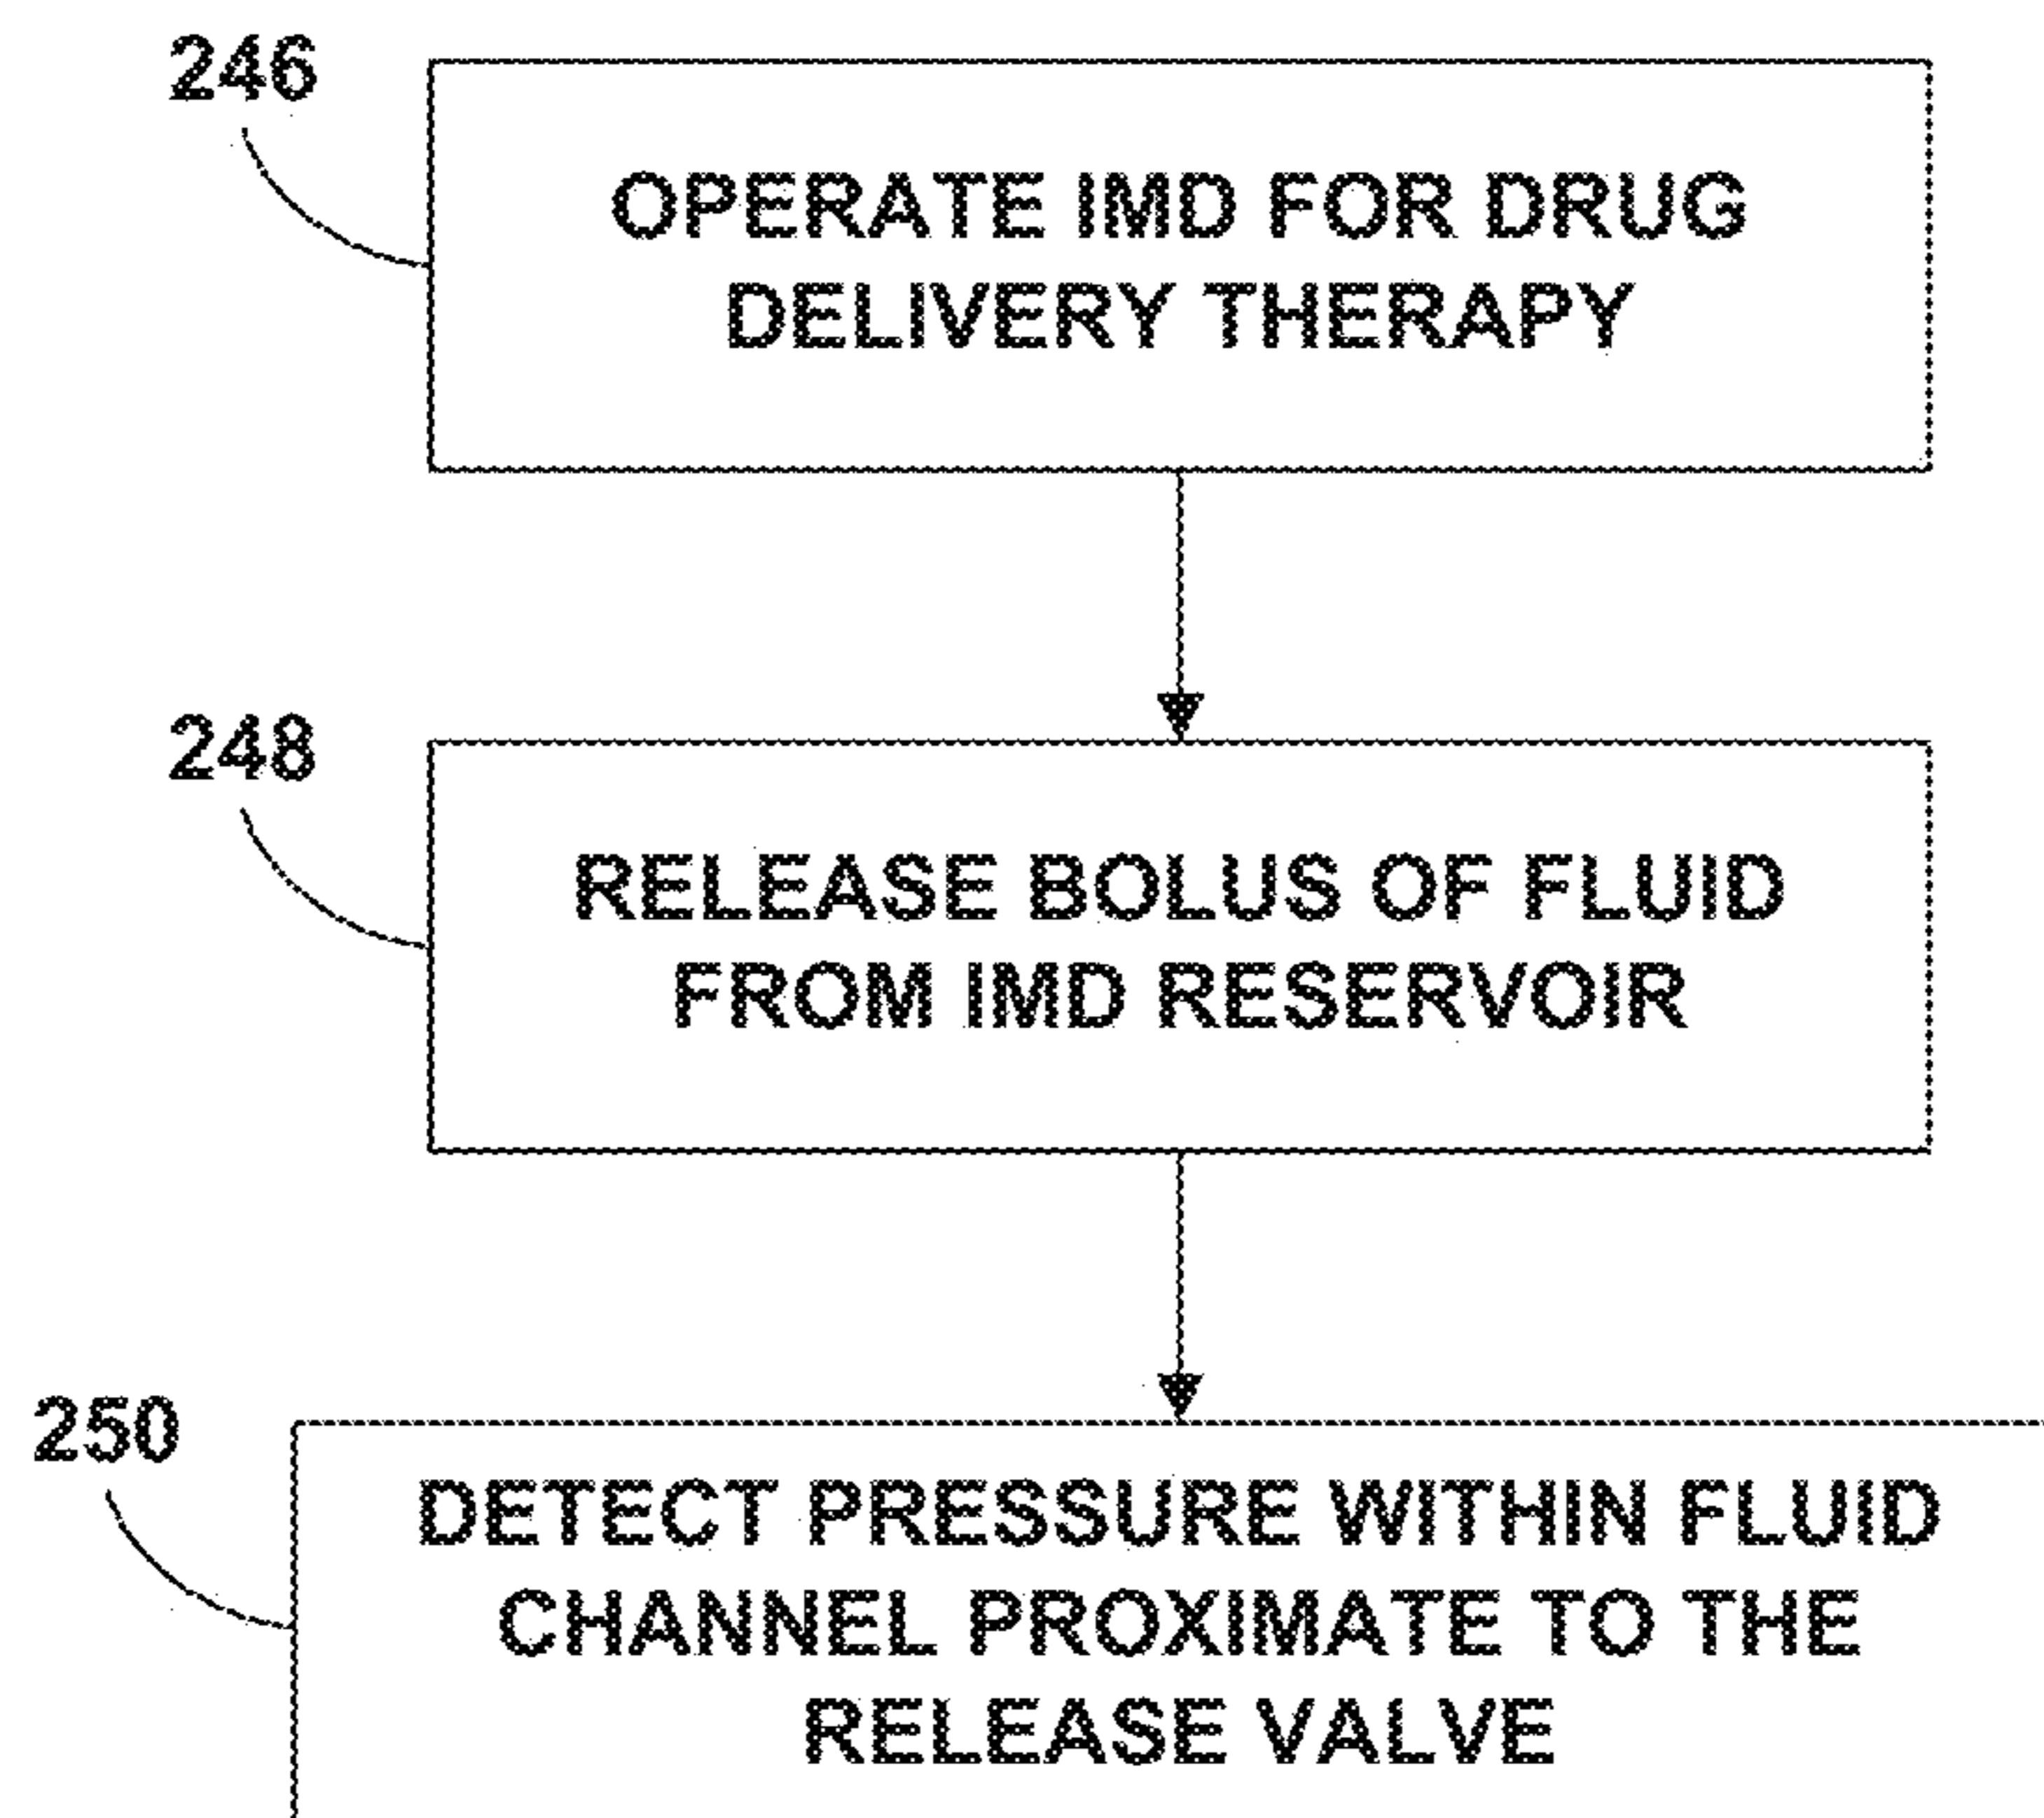 246
OPERATE IMD FOR DRUG
DELIVERY THERAPY
248
RELEASE BOLUS OF FLUID
FROM IMD RESERVOIR
250
DETECT PRESSURE WITHIN FLUID
CHANNEL PROXIMATE TO THE
RELEASE VALVE